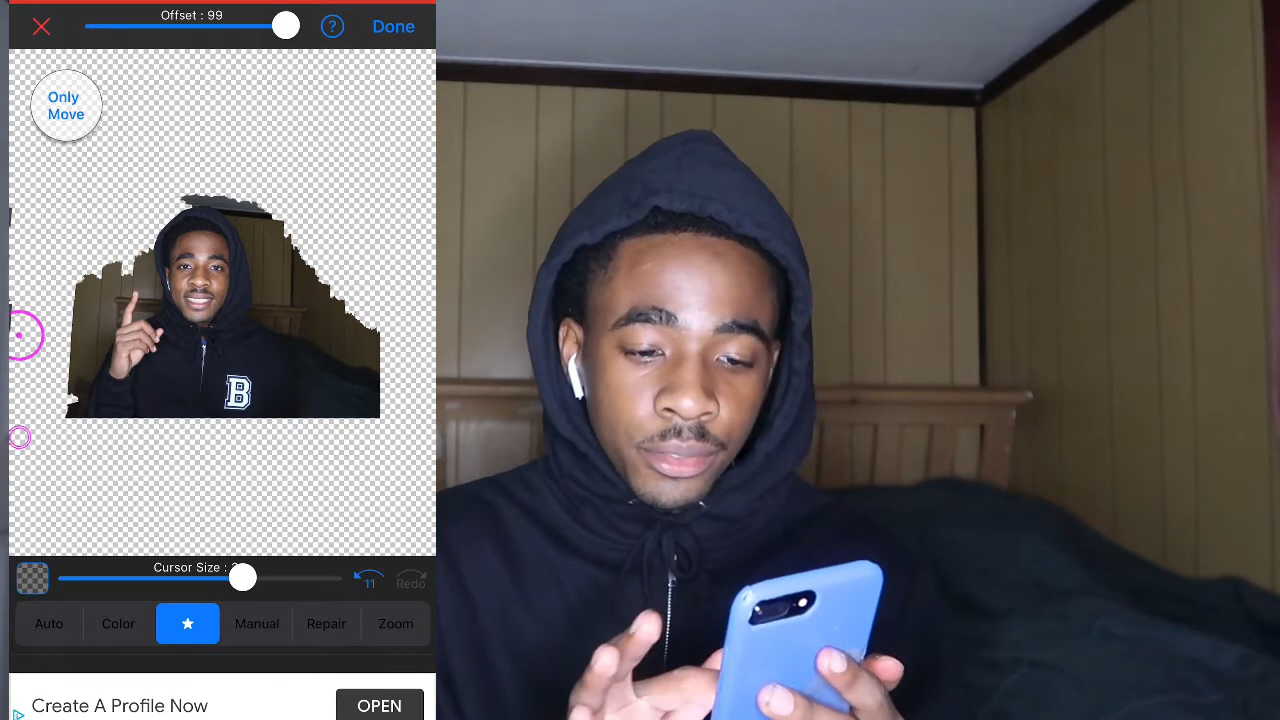 Offset : 99
?
Done
Only
Move
B
Cursor Size :
11
Redo
Auto
Color
Manual
Repair
Zoom
Create A Profile Now
OPEN